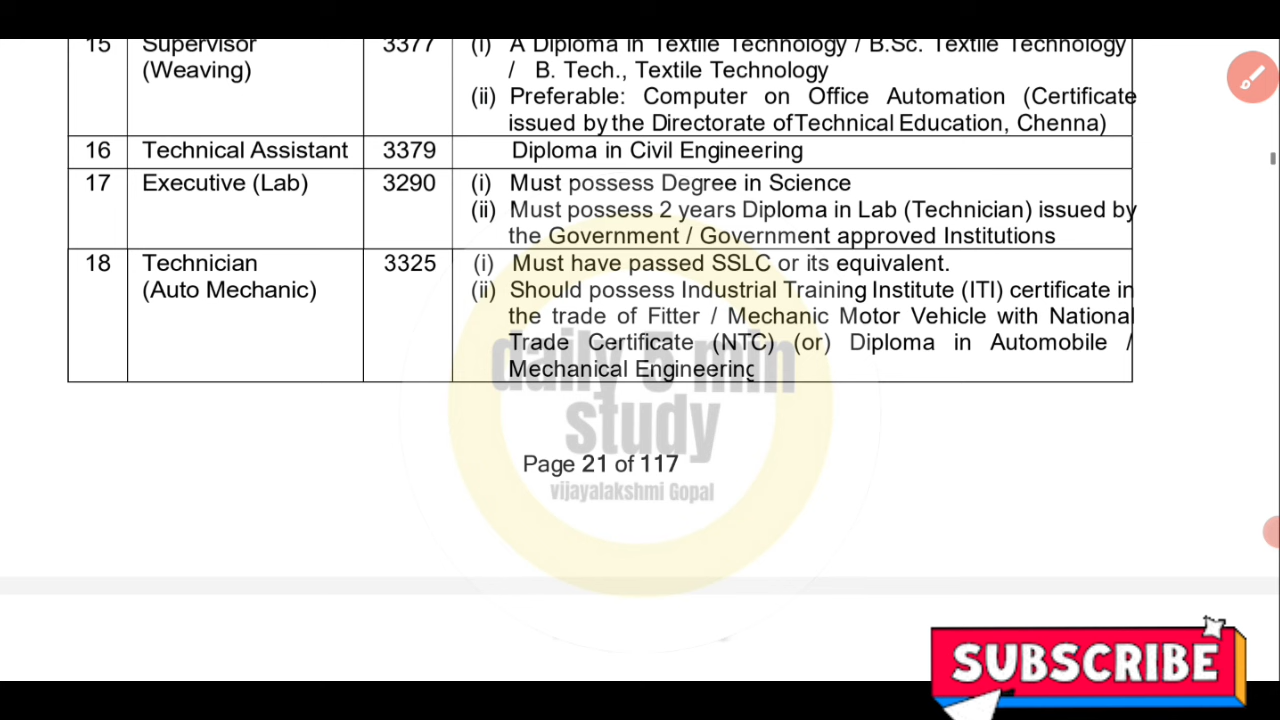 15 Supervisor 3377 (i) A Diploma in Textile Technology / B.Sc. Textile Technology
(Weaving) / B. Tech., Textile Technology
(ii) Preferable: Computer on Office Automation (Certificate
issued by the Directorate of Technical Education, Chenna)
16 Technical Assistant 3379 Diploma in Civil Engineering
17 Executive (Lab) 3290 (i) Must possess Degree in Science
(ii) Must possess 2 years Diploma in Lab (Technician) issued by
the Government / Government approved Institutions
18 Technician 3325 (i) Must have passed SSLC or its equivalent.
(Auto Mechanic) (ii) Should possess Industrial Training Institute (ITI) certificate in
the trade of Fitter / Mechanic Motor Vehicle with National
Trade Certificate (NTC) (or) Diploma in Automobile /
Mechanical Engineering
daily 5 min
study
Page 21 of 117
vijayalakshmi Gopal
SUBSCRIBE